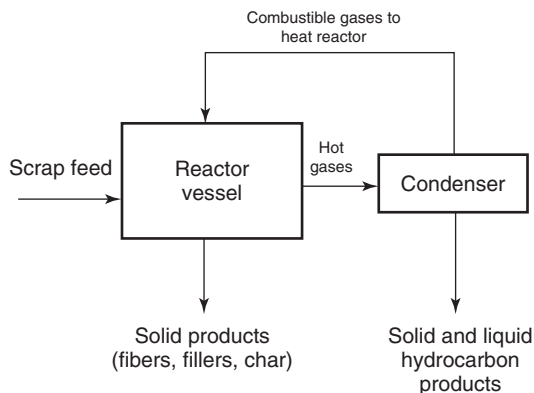 Combustible gases to
heat reactor
Scrap feed
Reactor
vessel
Hot
gases
Condenser
Solid products
(fibers, fillers, char)
Solid and liquid
hydrocarbon
products